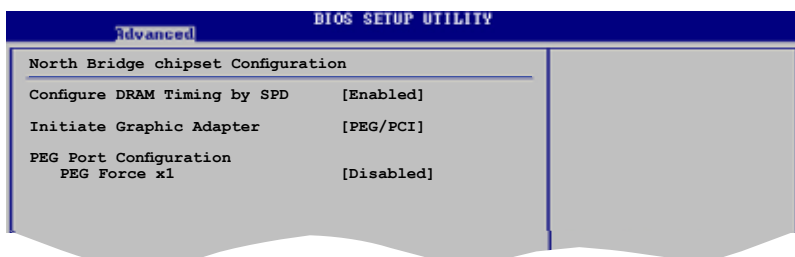 BIOS SETUP UTILITY
Advanced
North Bridge chipset Configuration
Configure DRAM Timing by SPD [Enabled]
Initiate Graphic Adapter [PEG/PCI]
PEG Port Configuration
PEG Force x1 [Disabled]